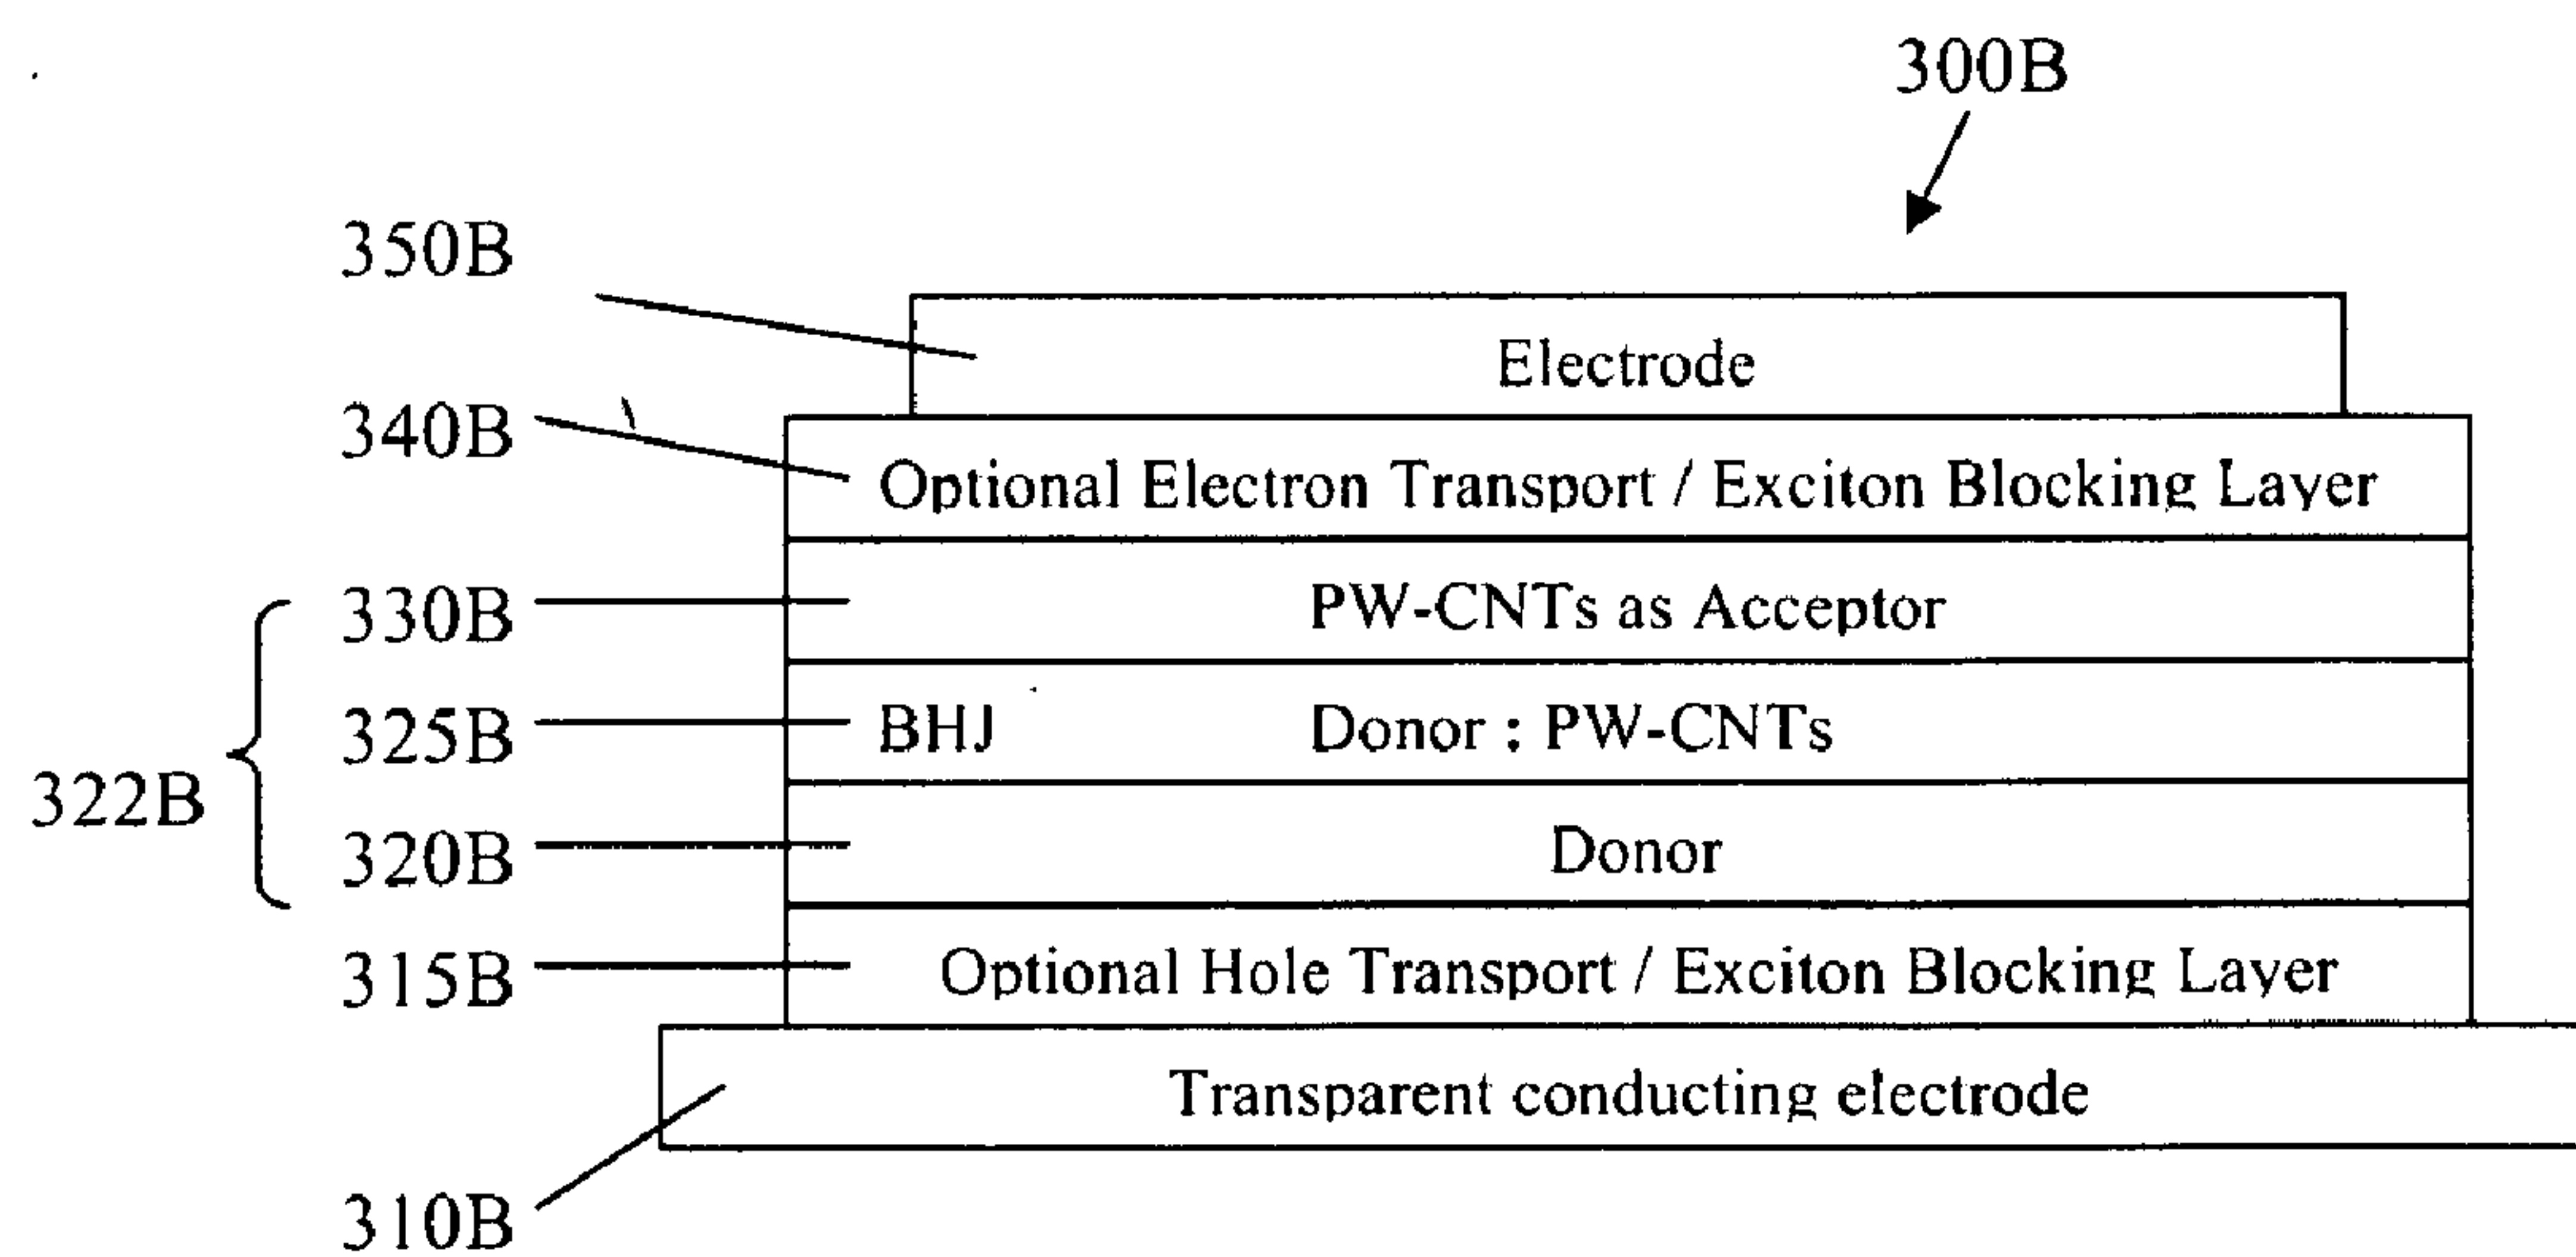 300B
350B
Electrode
340B
Optional Electron Transport / Exciton Blocking Layer
330B
PW-CNTs as Acceptor
325B
BHJ Donor : PW-CNTs
322B
320B
Donor
315B
Optional Hole Transport / Exciton Blocking Layer
Transparent conducting electrode
310B